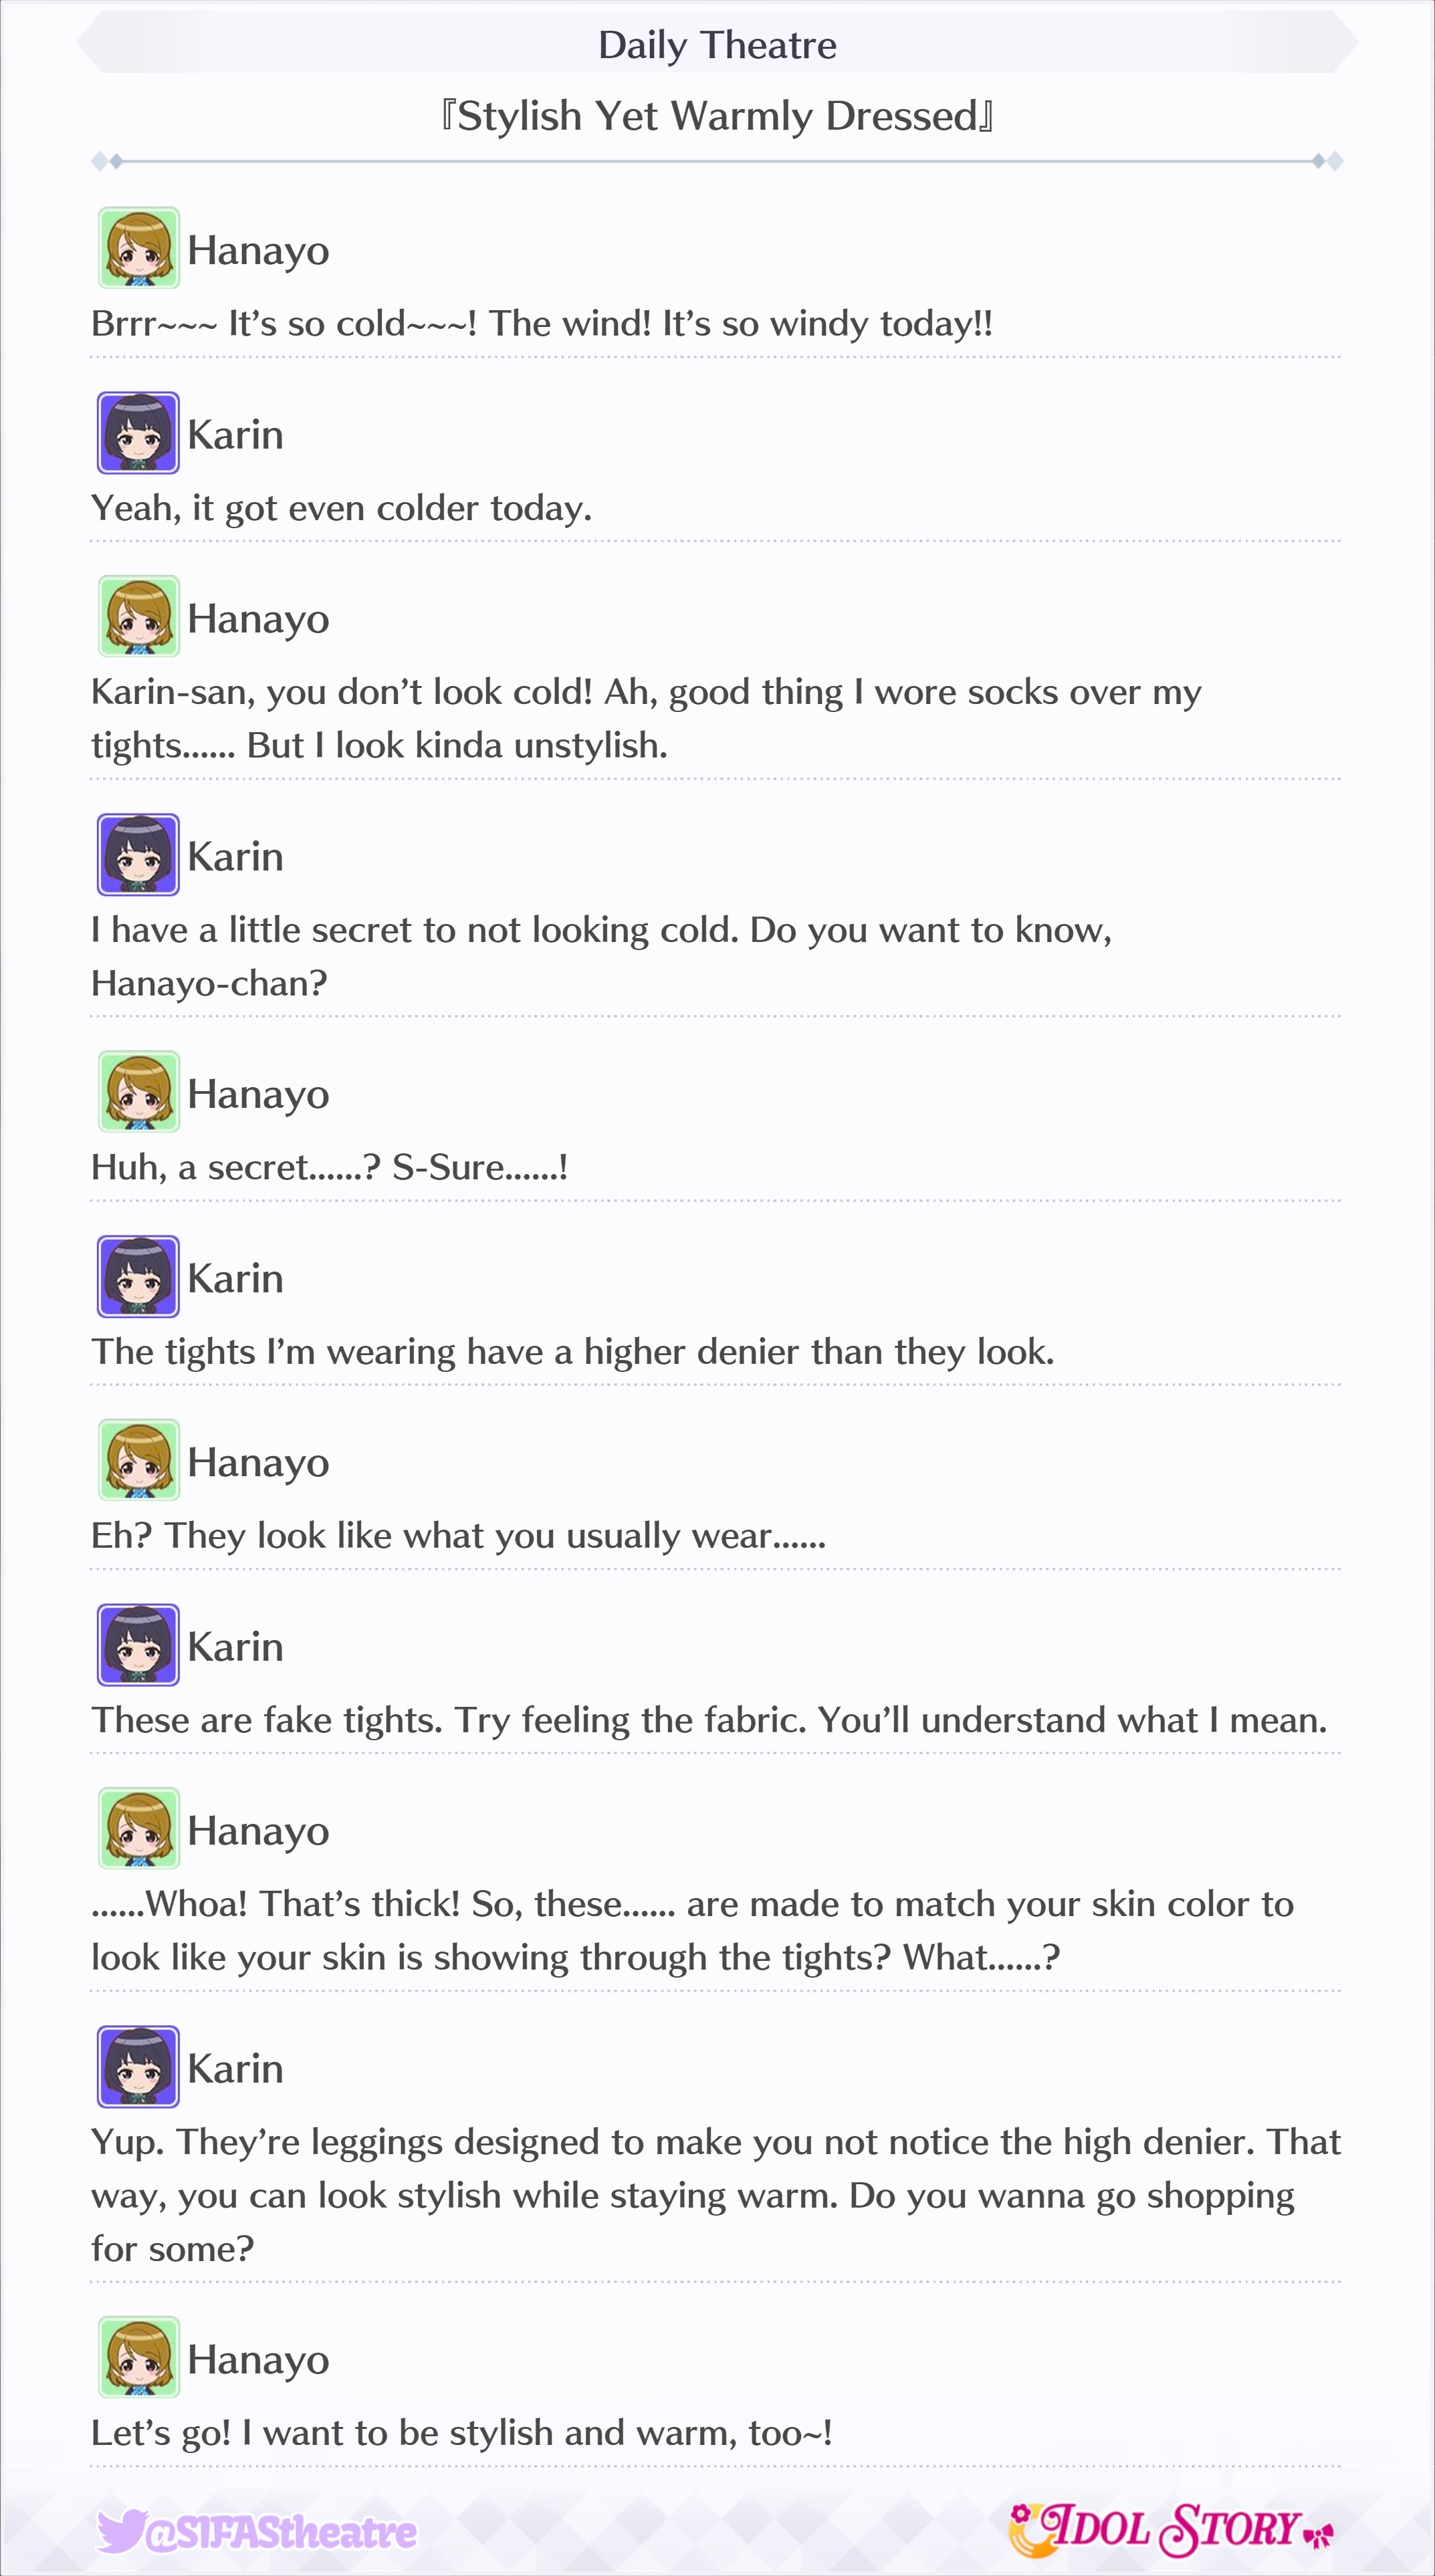 Daily Theatre
『Stylish Yet Warmly Dressed』
Hanayo
Brrr~~~ It’s so cold~~~! The wind! It’s so windy today!!
Karin
Yeah, it got even colder today.
Hanayo
Karin-san, you don’t look cold! Ah, good thing I wore socks over my
tights...... But I look kinda unstylish.
Karin
I have a little secret to not looking cold. Do you want to know,
Hanayo-chan?
Hanayo
Huh, a secret......? S-Sure......!
Karin
The tights I’m wearing have a higher denier than they look.
Hanayo
Eh? They look like what you usually wear......
Karin
These are fake tights. Try feeling the fabric. You’ll understand what I mean.
Hanayo
......Whoa! That’s thick! So, these...... are made to match your skin color to
look like your skin is showing through the tights? What......?
Karin
Yup. They’re leggings designed to make you not notice the high denier. That
way, you can look stylish while staying warm. Do you wanna go shopping
for some?
Hanayo
Let’s go! I want to be stylish and warm, too~!
@SIFAStheatre
IDOL STORY